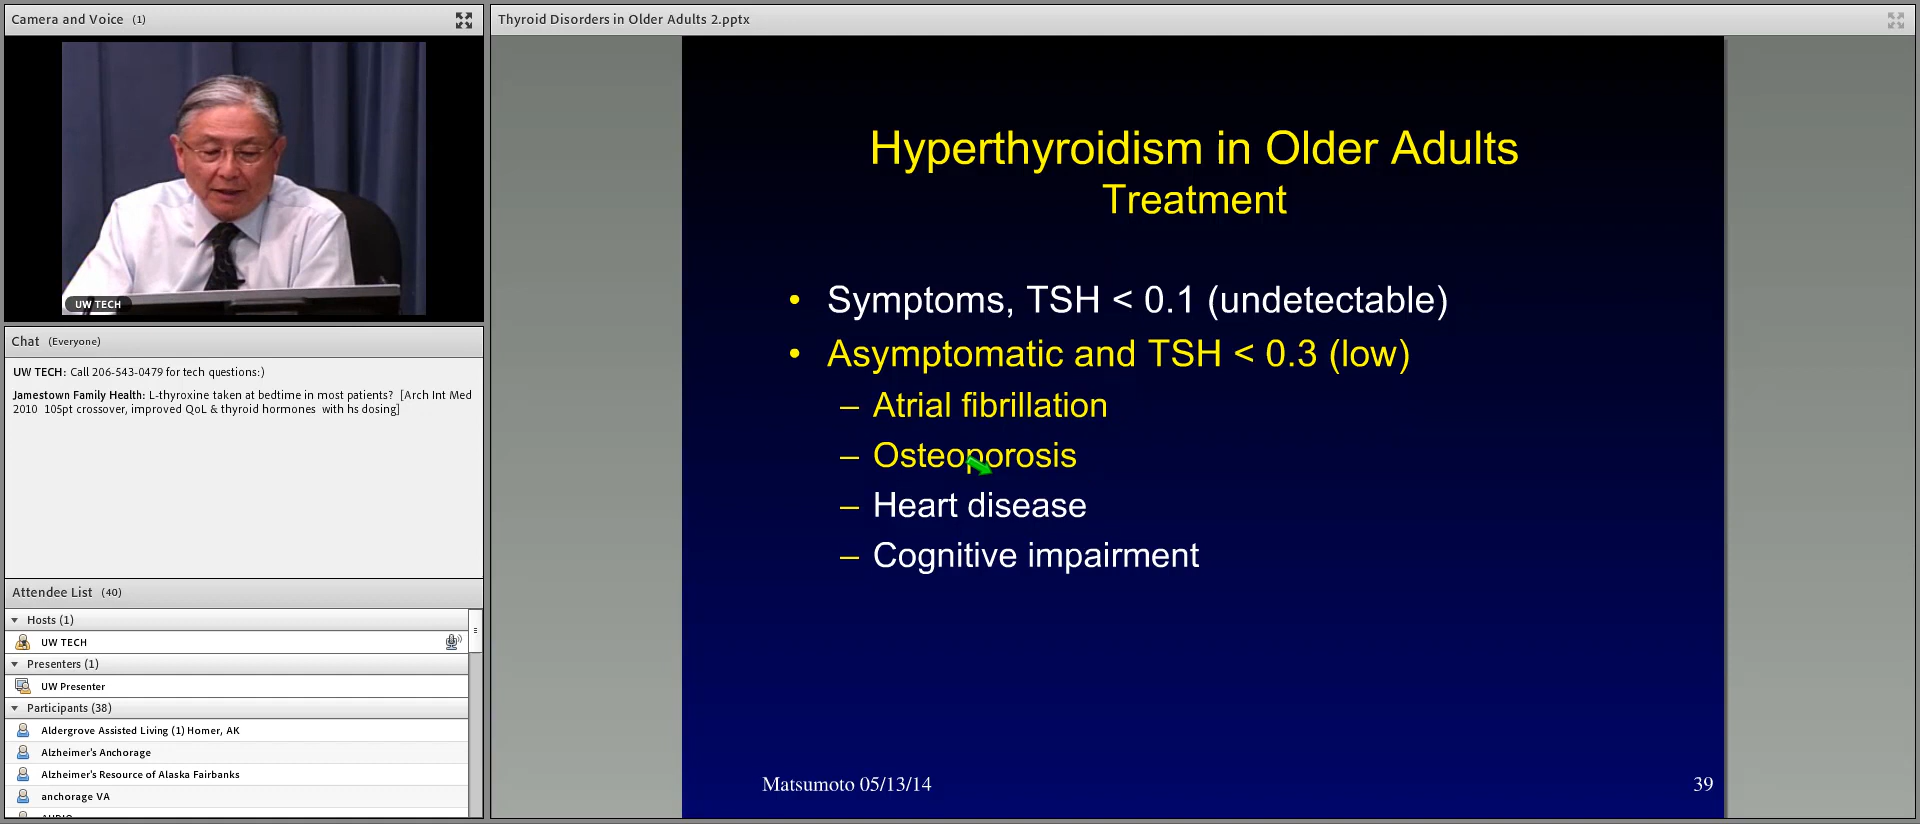 Camera and Voice (1)
UW TECH
Chat (Everyone)
UW TECH: Call 206-543-0479 for tech questions:)
Jamestown Family Health: L-thyroxine taken at bedtime in most patients? [Arch Int Med
2010 105pt crossover, improved QoL & thyroid hormones with hs dosing]
Attendee List (40)
Hosts (1)
UW TECH
Presenters (1)
UW Presenter
Participants (38)
Aldergrove Assisted Living (1) Homer, AK
Alzheimer's Anchorage
Alzheimer's Resource of Alaska Fairbanks
anchorage VA
Thyroid Disorders in Older Adults 2.pptx
Hyperthyroidism in Older Adults
Treatment
• Symptoms, TSH < 0.1 (undetectable)
• Asymptomatic and TSH < 0.3 (low)
– Atrial fibrillation
– Osteoporosis
– Heart disease
– Cognitive impairment
Matsumoto 05/13/14
39